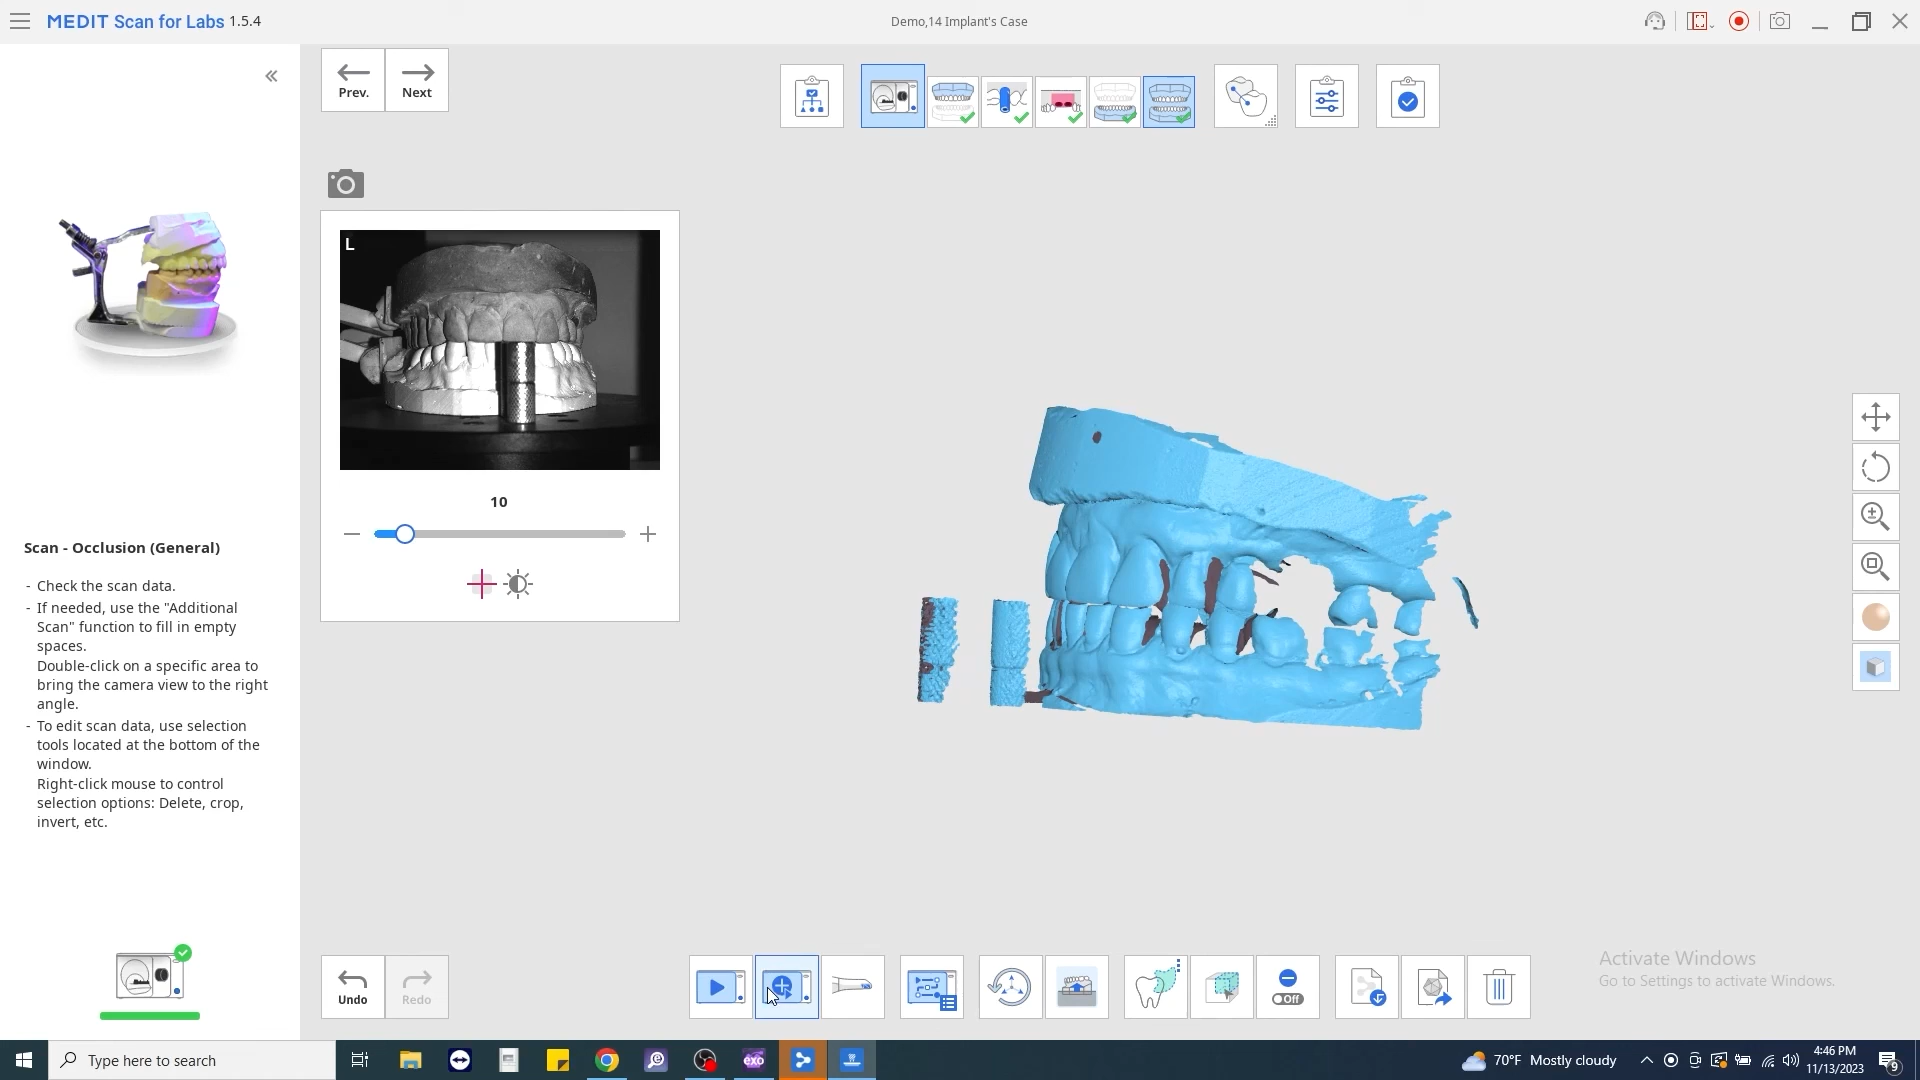 MEDIT Scan for Labs 1.5.4
Demo,14 Implant's Case
Prev.
Next
L
10
Scan - Occlusion (General)
- Check the scan data.
- If needed, use the "Additional
Scan" function to fill in empty
spaces.
Double-click on a specific area to
bring the camera view to the right
angle.
- To edit scan data, use selection
tools located at the bottom of the
window.
Right-click mouse to control
selection options: Delete, crop,
invert, etc.
Undo
Redo
Off
Activate Windows
Go to Settings to activate Windows.
Type here to search
exo
70°F Mostly cloudy
4:46 PM
11/13/2023
9